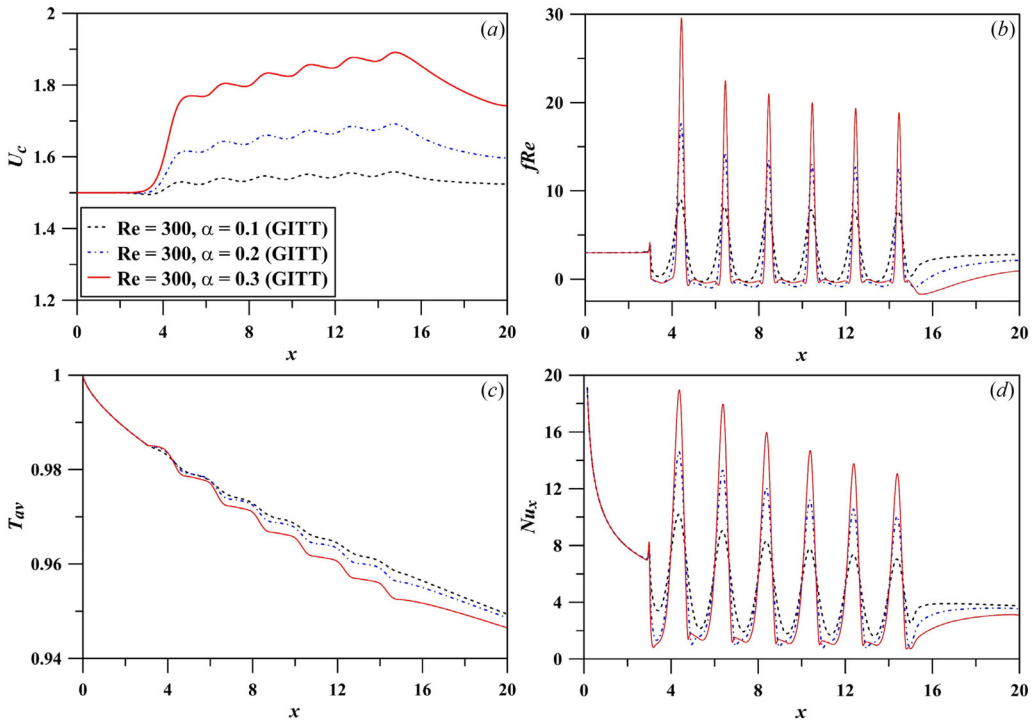 (a)
2
1.8
1.6
1.4
1.2
U_c
0 4 8 12 16 20
x
Re = 300, α = 0.1 (GITT)
Re = 300, α = 0.2 (GITT)
Re = 300, α = 0.3 (GITT)
(b)
30
20
10
0
fRe
0 4 8 12 16 20
x
(c)
1
0.98
0.96
0.94
T_av
0 4 8 12 16 20
x
(d)
20
16
12
8
4
0
Nu_x
0 4 8 12 16 20
x